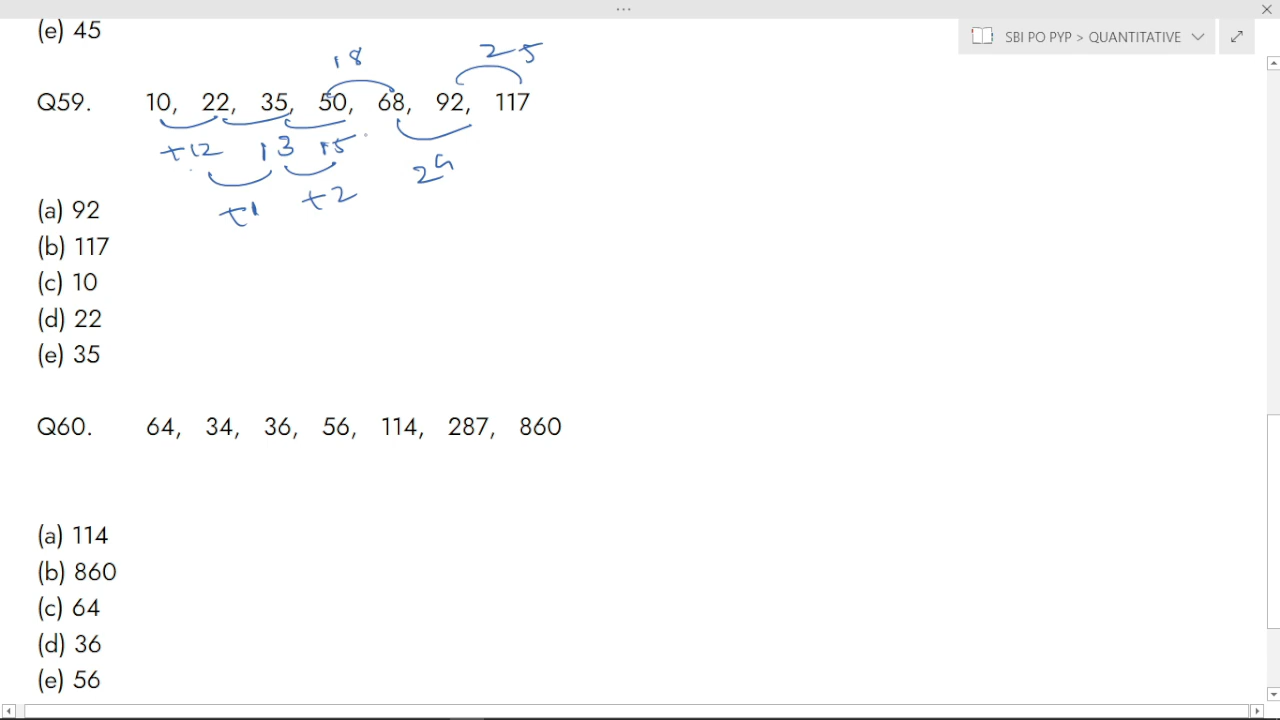 (e) 45
SBI PO PYP > QUANTITATIVE
18 25
Q59. 10, 22, 35, 50, 68, 92, 117
+12 13 15
24
+1 +2
(a) 92
(b) 117
(c) 10
(d) 22
(e) 35
Q60. 64, 34, 36, 56, 114, 287, 860
(a) 114
(b) 860
(c) 64
(d) 36
(e) 56